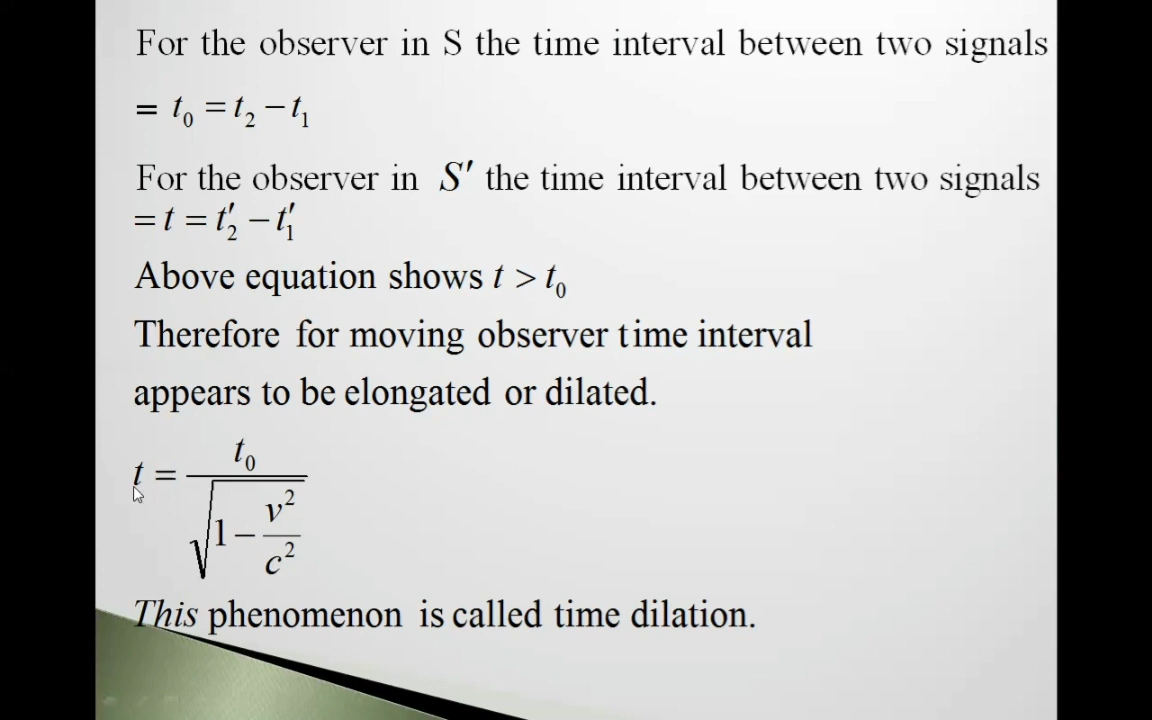 For the observer in S the time interval between two signals
= t₀ = t₂ − t₁
For the observer in S′ the time interval between two signals
= t = t′₂ − t′₁
Above equation shows t > t₀
Therefore for moving observer time interval
appears to be elongated or dilated.
t = t₀ / √(1 − v²/c²)
This phenomenon is called time dilation.